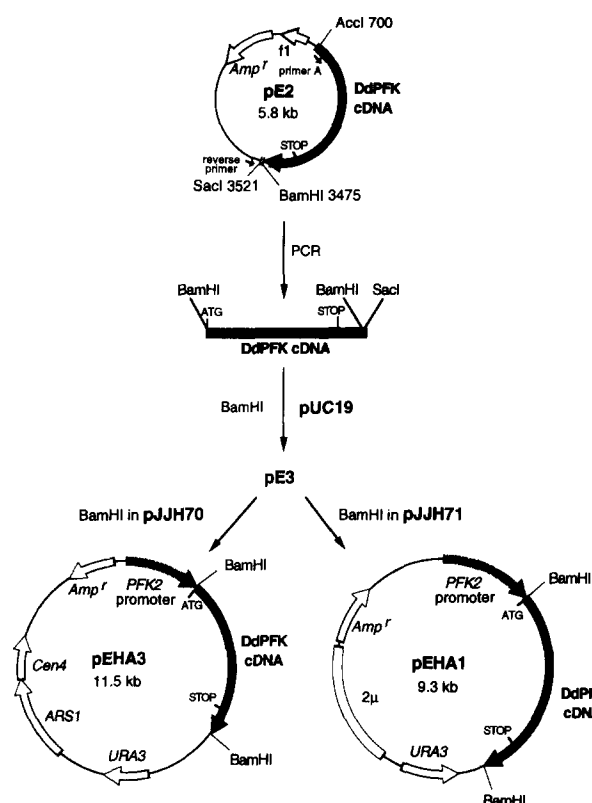 AccI 700
f1
Amp r
primer A
pE2
5.8 kb
DdPFK
cDNA
STOP
reverse
primer
SacI 3521
BamHI 3475
PCR
BamHI
BamHI
SacI
ATG
STOP
DdPFK cDNA
BamHI
pUC19
pE3
BamHI in pJJH70
BamHI in pJJH71
Amp r
PFK2
promoter
BamHI
ATG
Cen4
pEHA3
11.5 kb
DdPFK
cDNA
ARS1
STOP
URA3
BamHI
PFK2
promoter
BamHI
ATG
Amp r
pEHA1
9.3 kb
2µ
DdPF
cDN
STOP
URA3
BamHI